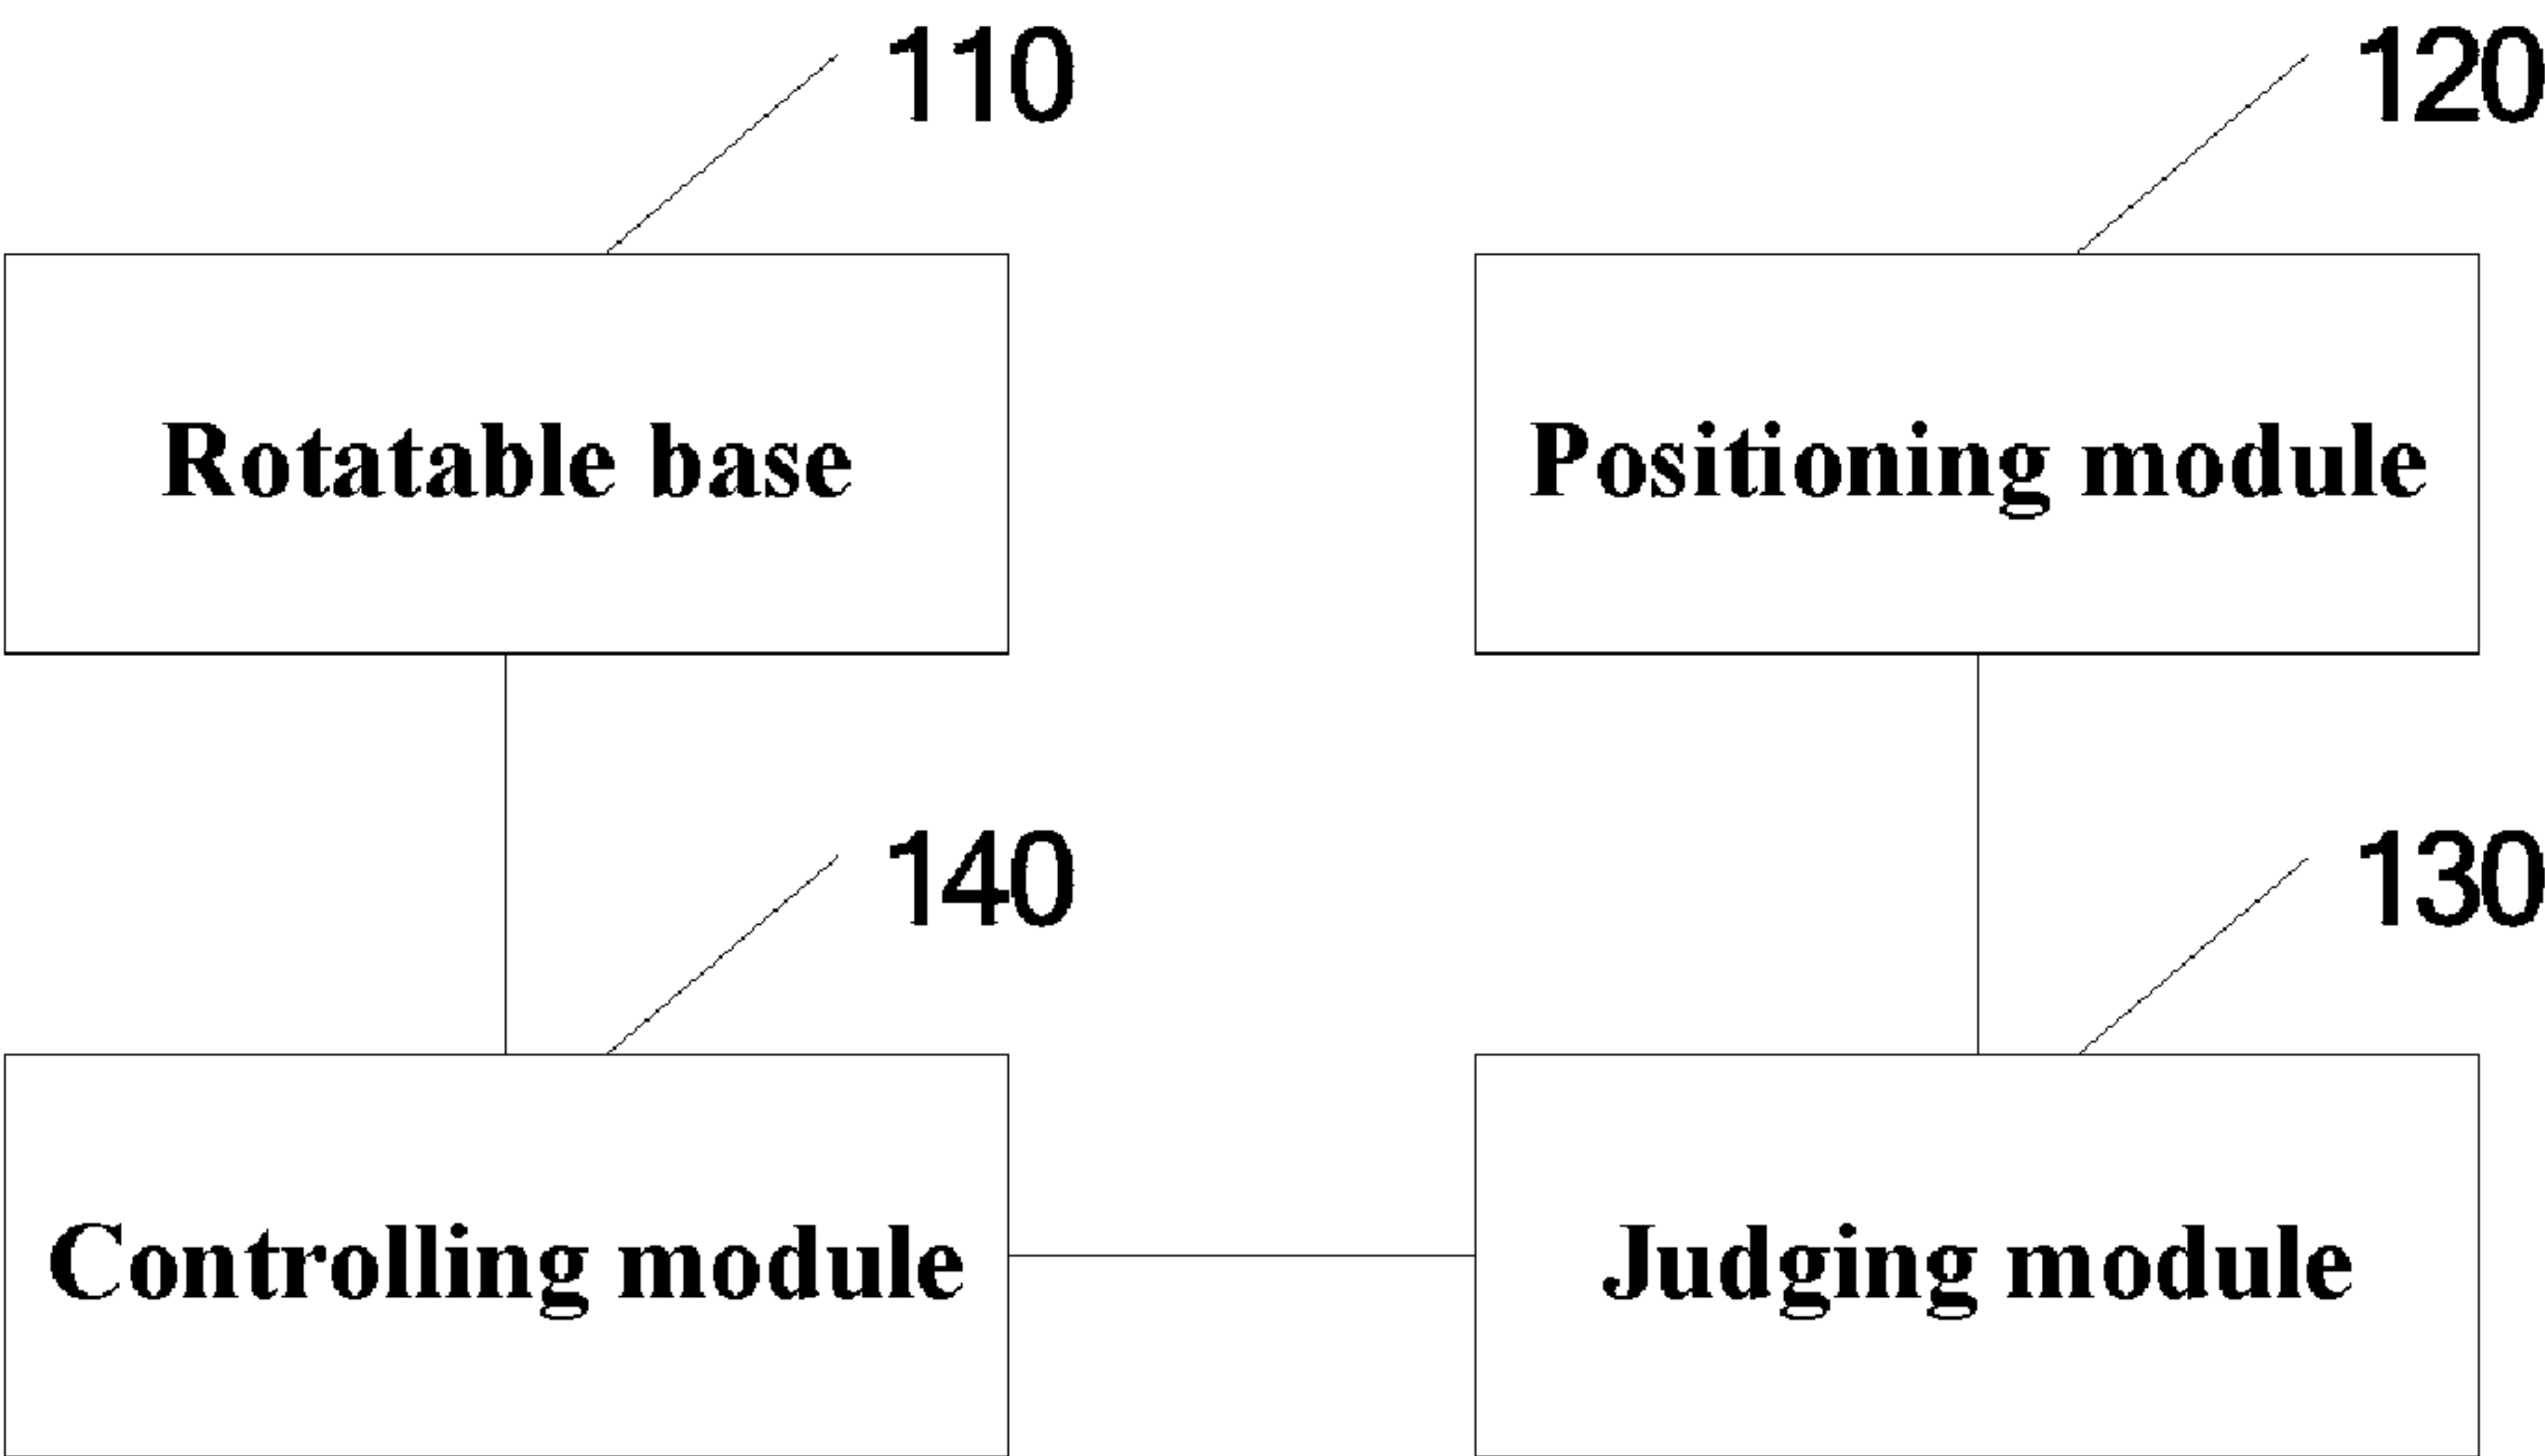 110
120
Rotatable base
Positioning module
140
130
Controlling module
Judging module